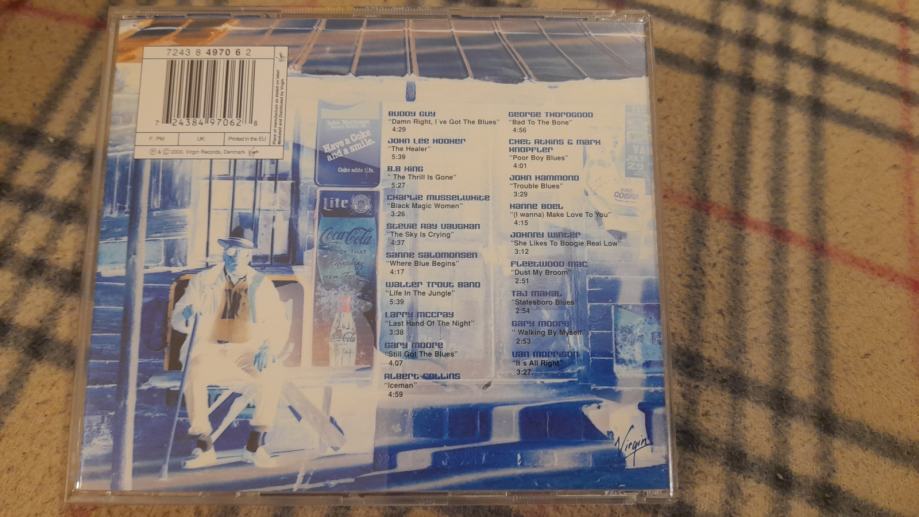 7243 8 4970 6 2
7 24384 97062 8
F: PM
UK:
Printed in the EU
℗ & © 2000, Virgin Records, Denmark
Have a Coke
and a smile.
Coke adds life.
Lite
Coca-Cola
BUDDY GUY
"Damn Right, I ve Got The Blues"
4:29
JOHN LEE HOOKER
"The Healer"
5:39
B.B KING
" The Thrill Is Gone"
5:27
CHARLIE MUSSELWHITE
"Black Magic Women"
3:26
STEVIE RAY VAUGHAN
"The Sky Is Crying"
4:37
SANNE SALOMONSEN
"Where Blue Begins"
4:17
WALTER TROUT BAND
"Life In The Jungle"
5:39
LARRY MCCRAY
"Last Hand Of The Night"
3:38
GARY MOORE
"Still Got The Blues"
4.07
ALBERT COLLINS
"Iceman"
4:59
GEORGE THOROGOOD
"Bad To The Bone"
4:56
CHET ATKINS & MARK
KNOPFLER
"Poor Boy Blues"
4:01
JOHN HAMMOND
"Trouble Blues"
3:29
HANNE BOEL
"(I wanna) Make Love To You"
4:15
JOHNNY WINTER
"She Likes To Boogie Real Low"
3:12
FLEETWOOD MAC
"Dust My Broom"
2:51
TAJ MAHAL
"Statesboro Blues"
2:54
GARY MOORE
" Walking By Myself"
2:53
VAN MORRISON
"It s All Right"
3:27
Virgin